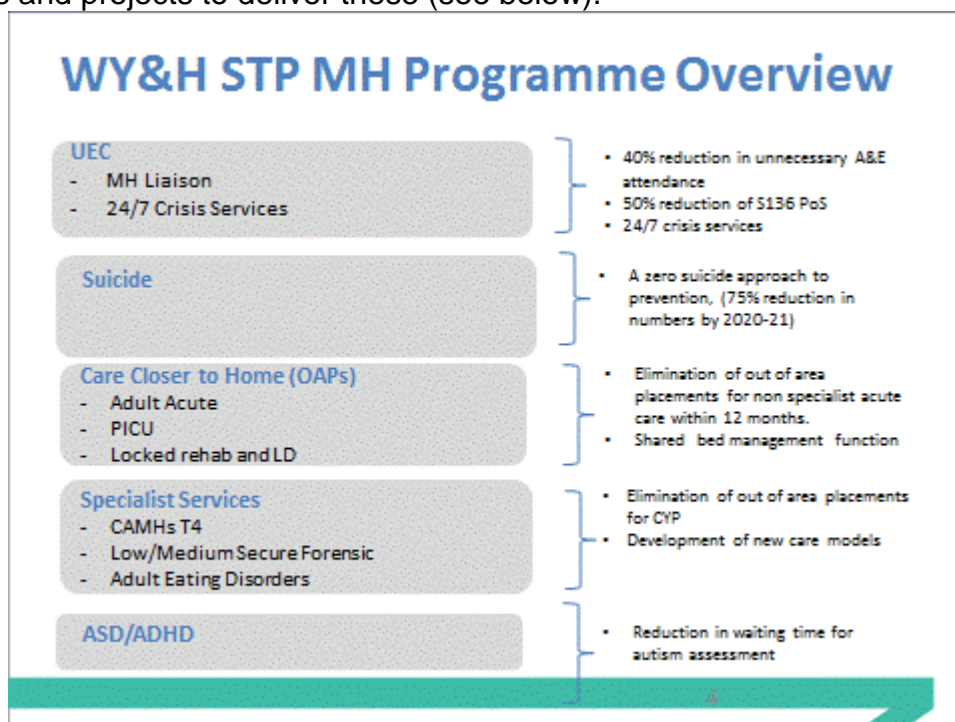 s and projects to deliver these (see below).
WY&H STP MH Programme Overview
UEC
- MH Liaison
- 24/7 Crisis Services
• 40% reduction in unnecessary A&E
attendance
• 50% reduction of S136 PoS
• 24/7 crisis services
Suicide
• A zero suicide approach to
prevention, (75% reduction in
numbers by 2020-21)
Care Closer to Home (OAPs)
- Adult Acute
- PICU
- Locked rehab and LD
• Elimination of out of area
placements for non specialist acute
care within 12 months.
• Shared bed management function
Specialist Services
- CAMHs T4
- Low/Medium Secure Forensic
- Adult Eating Disorders
• Elimination of out of area placements
for CYP
• Development of new care models
ASD/ADHD
• Reduction in waiting time for
autism assessment
4